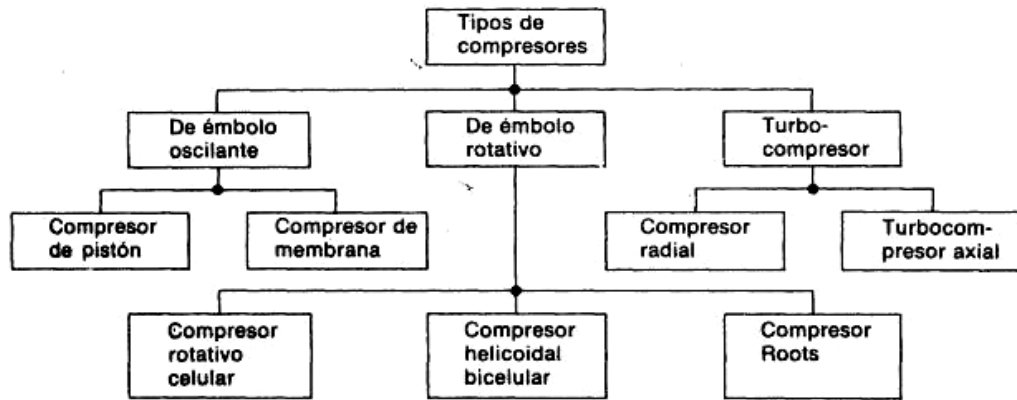 Tipos de
compresores
De émbolo
oscilante
De émbolo
rotativo
Turbo-
compresor
Compresor
de pistón
Compresor de
membrana
Compresor
radial
Turbocom-
presor axial
Compresor
rotativo
celular
Compresor
helicoidal
bicelular
Compresor
Roots